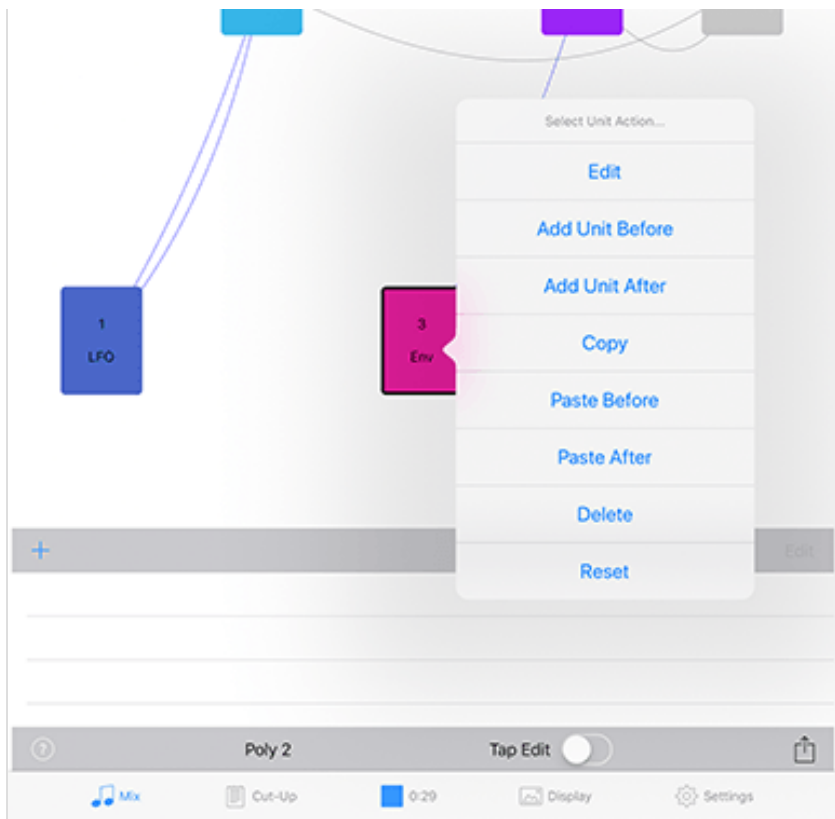 Select Unit Action...
Edit
Add Unit Before
Add Unit After
1
LFO
3
Env
Copy
Paste Before
Paste After
Delete
+
Edit
Reset
?
Poly 2
Tap Edit
Mix
Cut-Up
0:29
Display
Settings